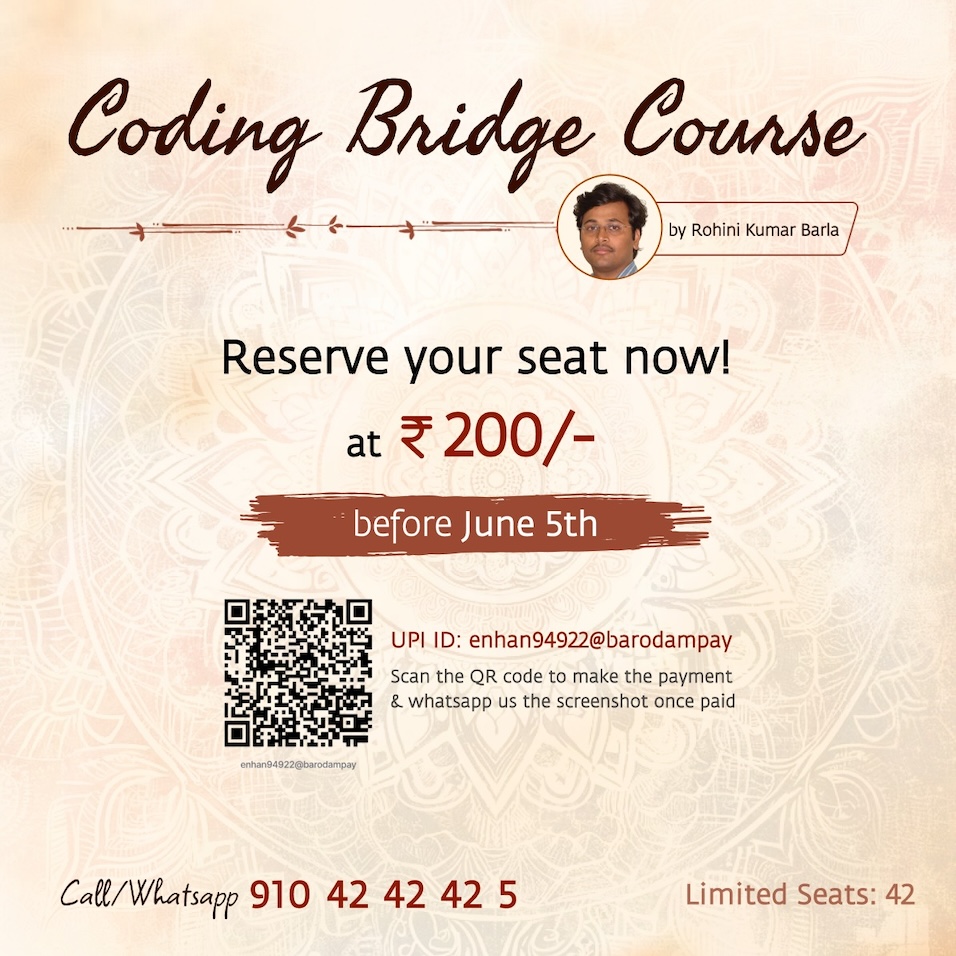 Coding Bridge Course
by Rohini Kumar Barla
Reserve your seat now!
at ₹ 200/-
before June 5th
UPI ID: enhan94922@barodampay
Scan the QR code to make the payment
& whatsapp us the screenshot once paid
enhan94922@barodampay
Call/Whatsapp 910 42 42 42 5
Limited Seats: 42